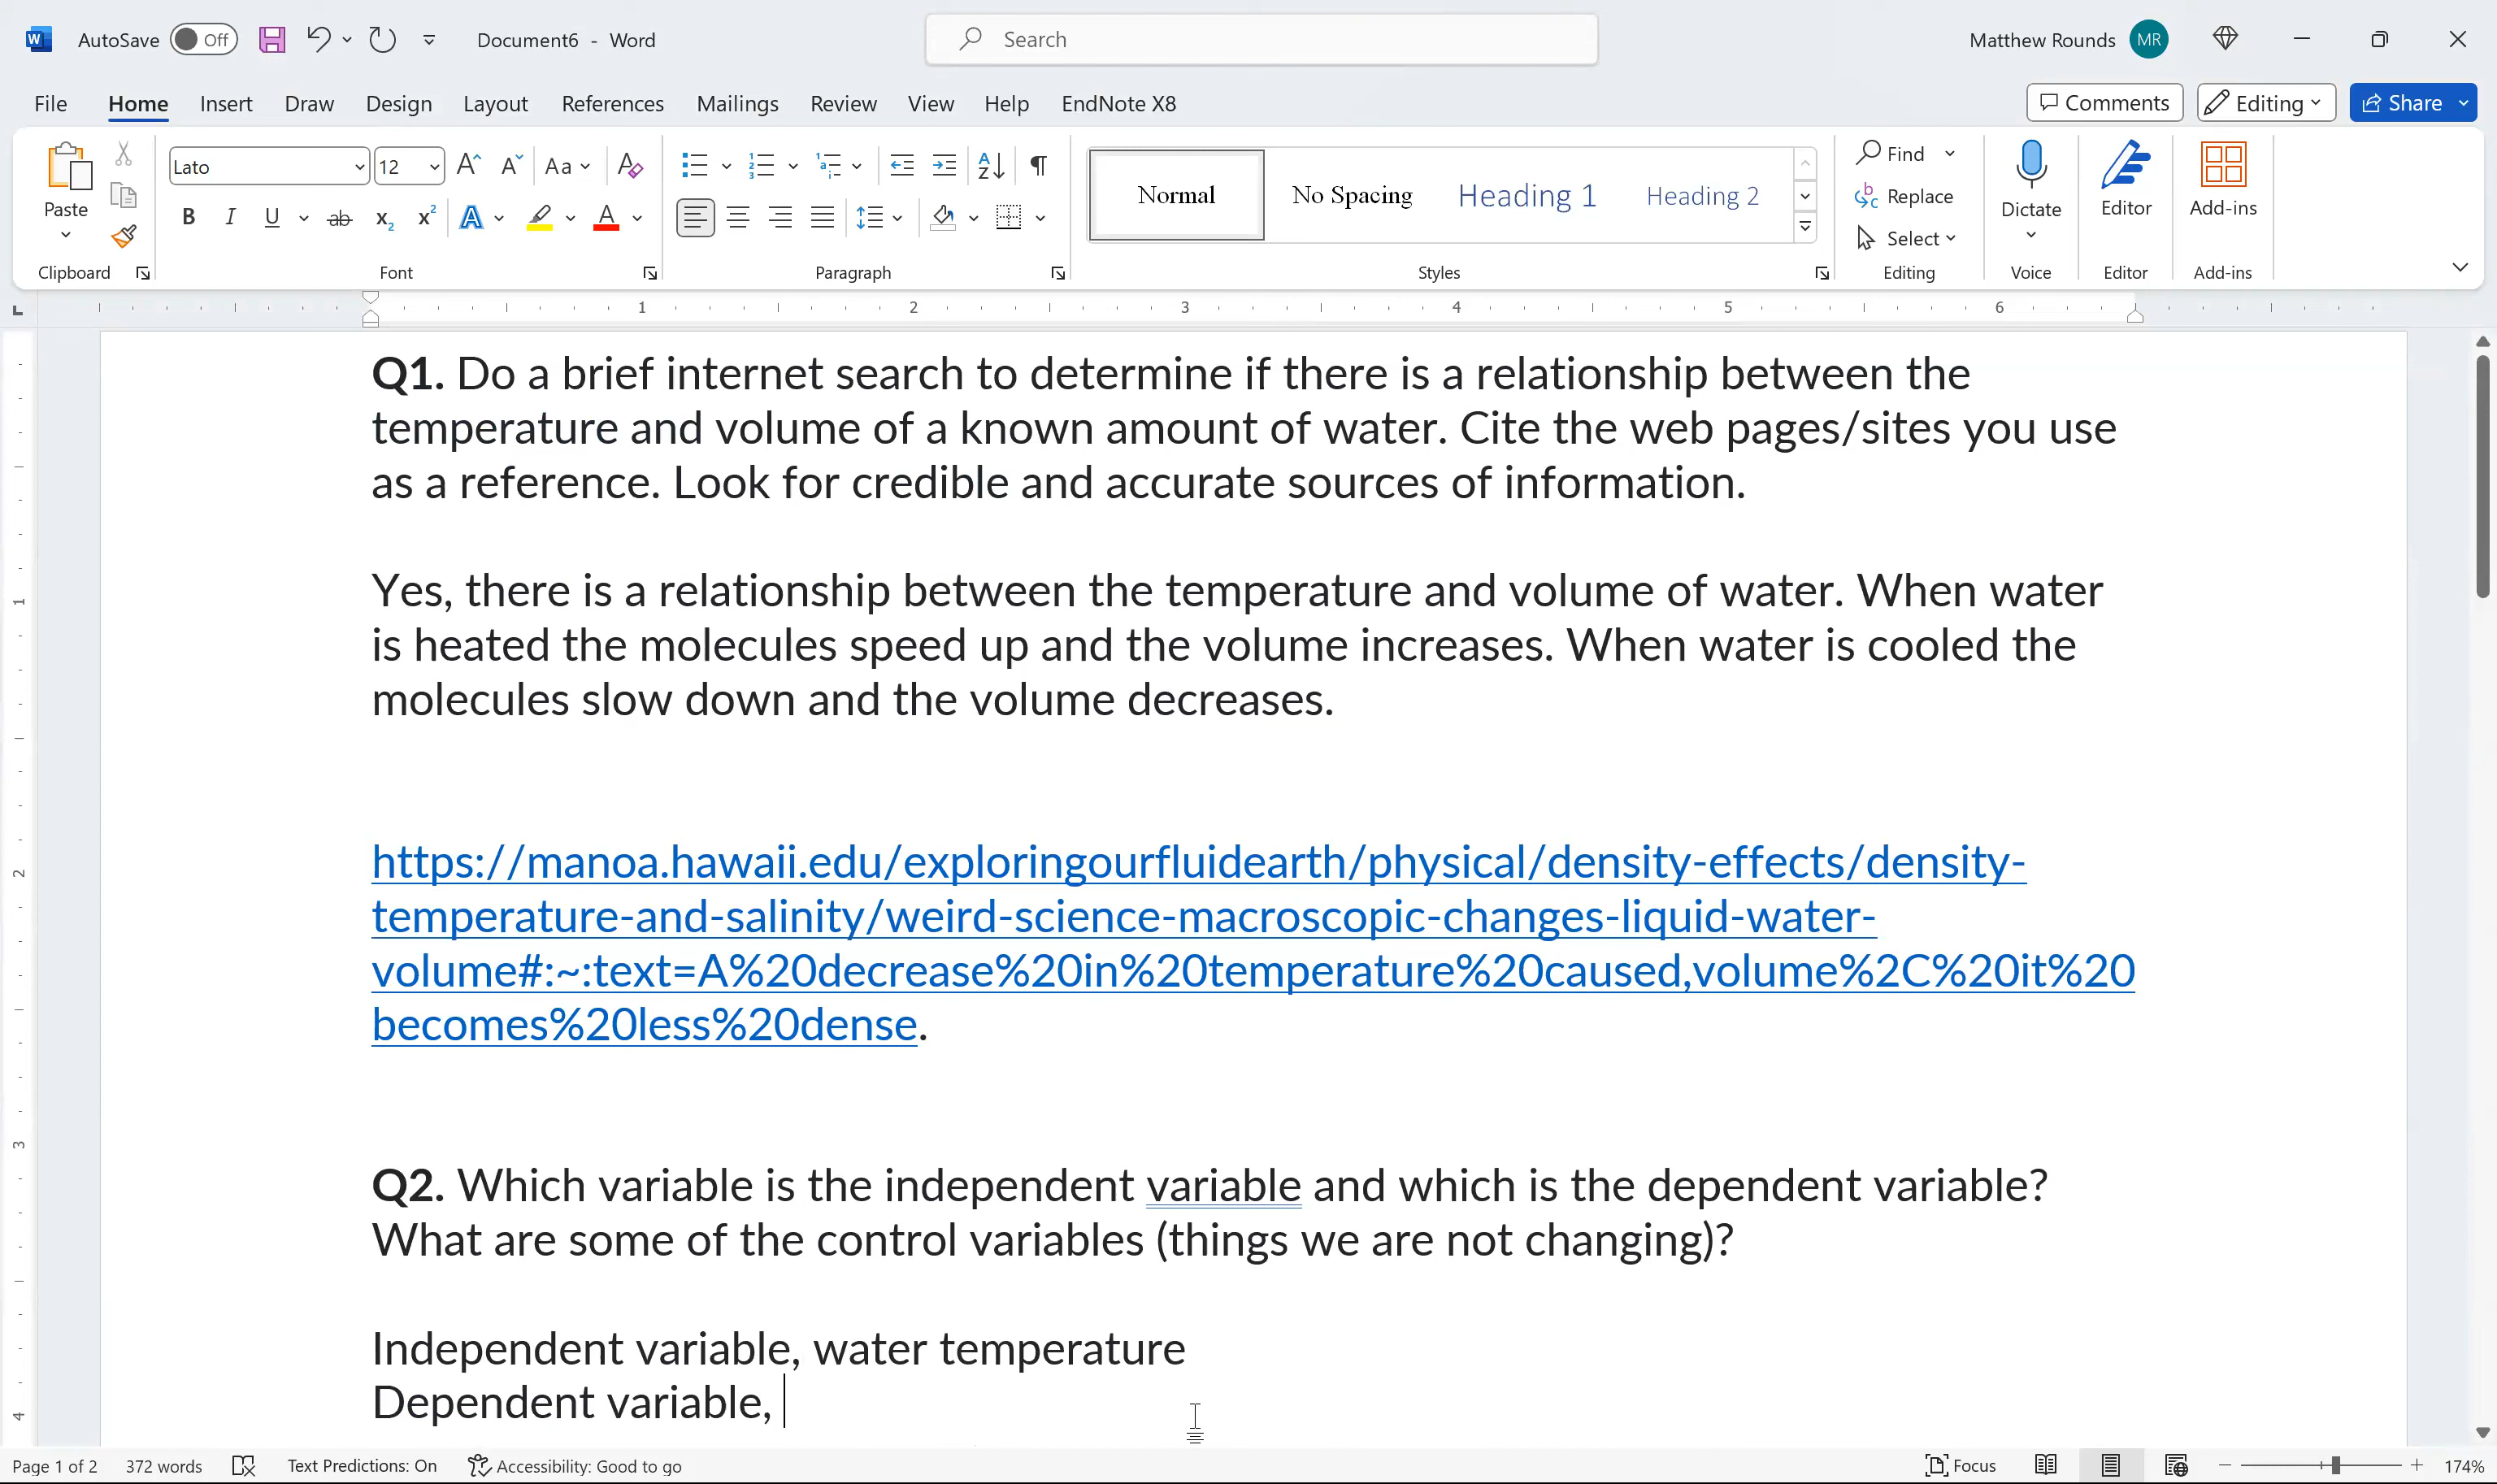 AutoSave Off Document6 - Word Search Matthew Rounds MR
File Home Insert Draw Design Layout References Mailings Review View Help EndNote X8 Comments Editing Share
Paste
Clipboard
Lato 12
Font
Paragraph
Normal No Spacing Heading 1 Heading 2
Styles
Find
Replace
Select
Editing
Dictate
Voice
Editor
Editor
Add-ins
Add-ins
1 2 3 4 5 6
Q1. Do a brief internet search to determine if there is a relationship between the
temperature and volume of a known amount of water. Cite the web pages/sites you use
as a reference. Look for credible and accurate sources of information.
Yes, there is a relationship between the temperature and volume of water. When water
is heated the molecules speed up and the volume increases. When water is cooled the
molecules slow down and the volume decreases.
https://manoa.hawaii.edu/exploringourfluidearth/physical/density-effects/density-
temperature-and-salinity/weird-science-macroscopic-changes-liquid-water-
volume#:~:text=A%20decrease%20in%20temperature%20caused,volume%2C%20it%20
becomes%20less%20dense.
Q2. Which variable is the independent variable and which is the dependent variable?
What are some of the control variables (things we are not changing)?
Independent variable, water temperature
Dependent variable,
1
2
3
4
Page 1 of 2 372 words Text Predictions: On Accessibility: Good to go Focus 174%